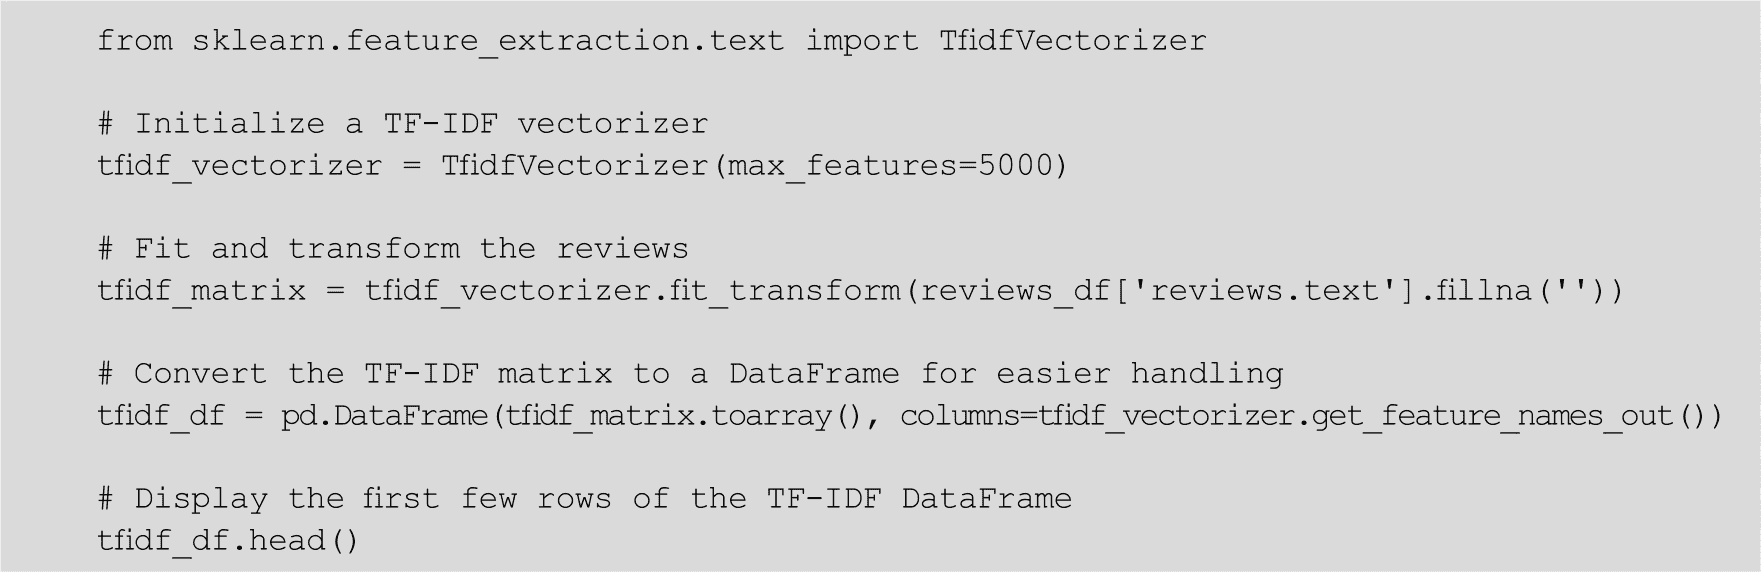 from sklearn.feature_extraction.text import TfidfVectorizer
# Initialize a TF-IDF vectorizer
tfidf_vectorizer = TfidfVectorizer(max_features=5000)
# Fit and transform the reviews
tfidf_matrix = tfidf_vectorizer.fit_transform(reviews_df['reviews.text'].fillna(''))
# Convert the TF-IDF matrix to a DataFrame for easier handling
tfidf_df = pd.DataFrame(tfidf_matrix.toarray(), columns=tfidf_vectorizer.get_feature_names_out())
# Display the first few rows of the TF-IDF DataFrame
tfidf_df.head()